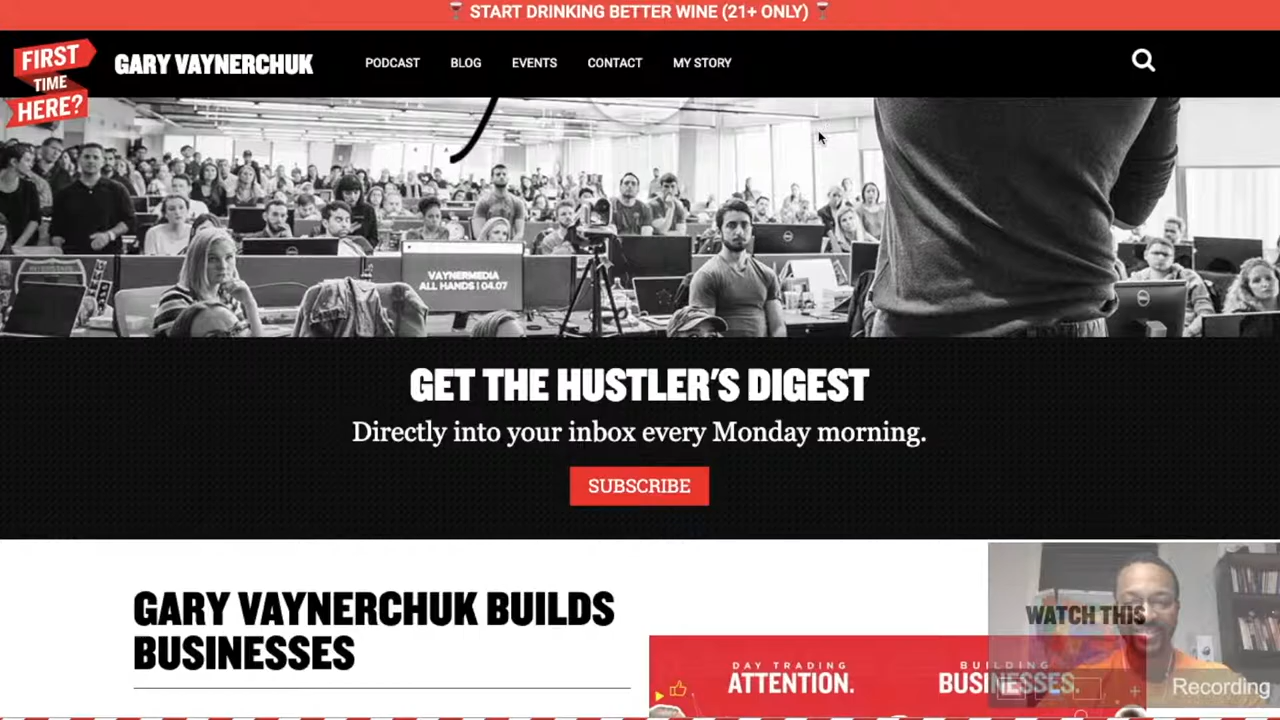 START DRINKING BETTER WINE (21+ ONLY)
FIRST
TIME
HERE?
GARY VAYNERCHUK
PODCAST
BLOG
EVENTS
CONTACT
MY STORY
VAYNERMEDIA
ALL HANDS | 04.07
GET THE HUSTLER'S DIGEST
Directly into your inbox every Monday morning.
SUBSCRIBE
GARY VAYNERCHUK BUILDS
BUSINESSES
WATCH THIS
DAY TRADING
ATTENTION.
BUILDING
BUSINESSES.
Recording